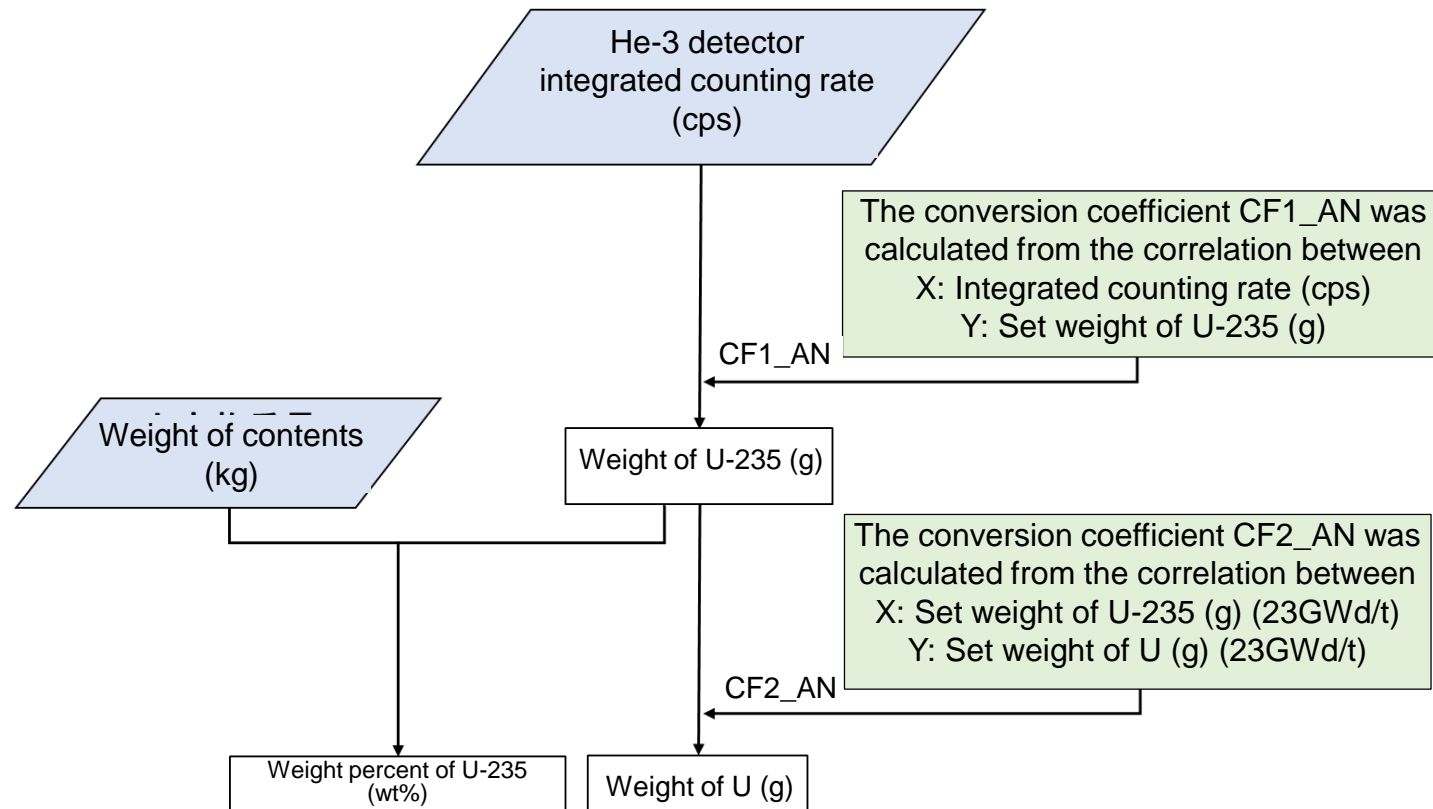 He-3 detector
integrated counting rate
(cps)
The conversion coefficient CF1_AN was
calculated from the correlation between
X: Integrated counting rate (cps)
Y: Set weight of U-235 (g)
CF1_AN
Weight of contents
(kg)
Weight of U-235 (g)
The conversion coefficient CF2_AN was
calculated from the correlation between
X: Set weight of U-235 (g) (23GWd/t)
Y: Set weight of U (g) (23GWd/t)
CF2_AN
Weight percent of U-235
(wt%)
Weight of U (g)